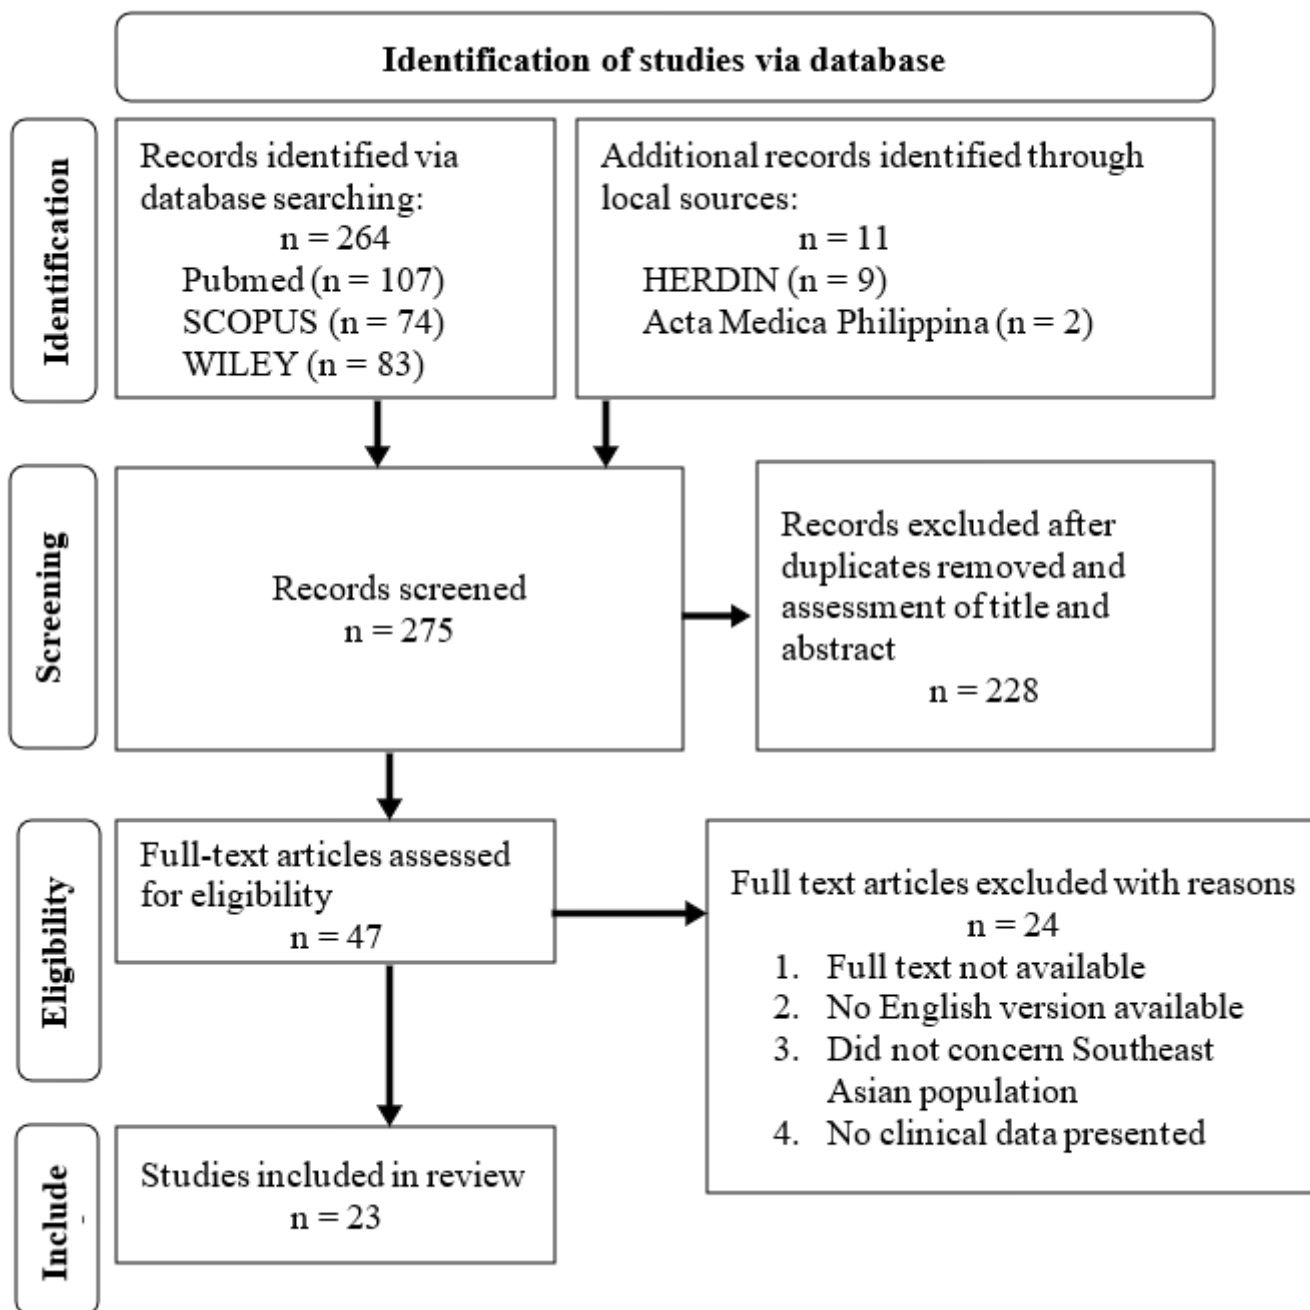 Identification of studies via database
Identification
Records identified via
database searching:
n = 264
Pubmed (n = 107)
SCOPUS (n = 74)
WILEY (n = 83)
Additional records identified through
local sources:
n = 11
HERDIN (n = 9)
Acta Medica Philippina (n = 2)
Screening
Records screened
n = 275
Records excluded after
duplicates removed and
assessment of title and
abstract
n = 228
Eligibility
Full-text articles assessed
for eligibility
n = 47
Full text articles excluded with reasons
n = 24
1. Full text not available
2. No English version available
3. Did not concern Southeast
Asian population
4. No clinical data presented
Include
Studies included in review
n = 23